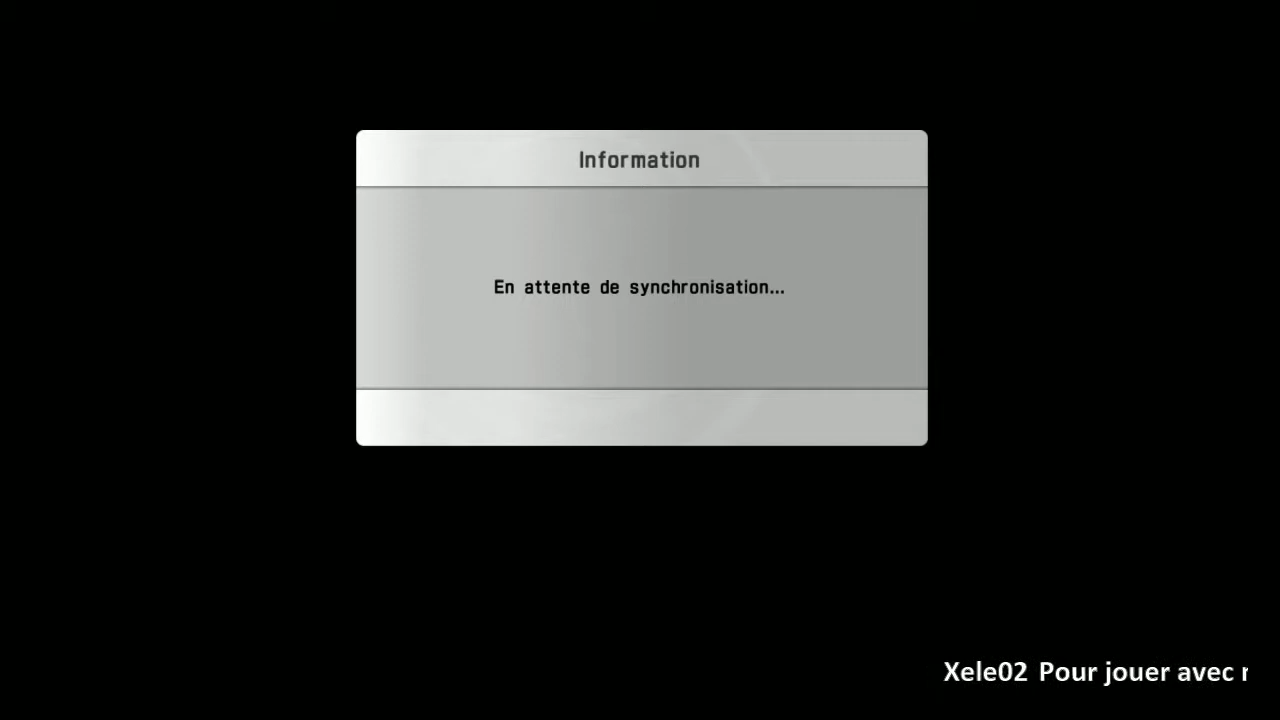 Information
En attente de synchronisation...
Xele02 Pour jouer avec